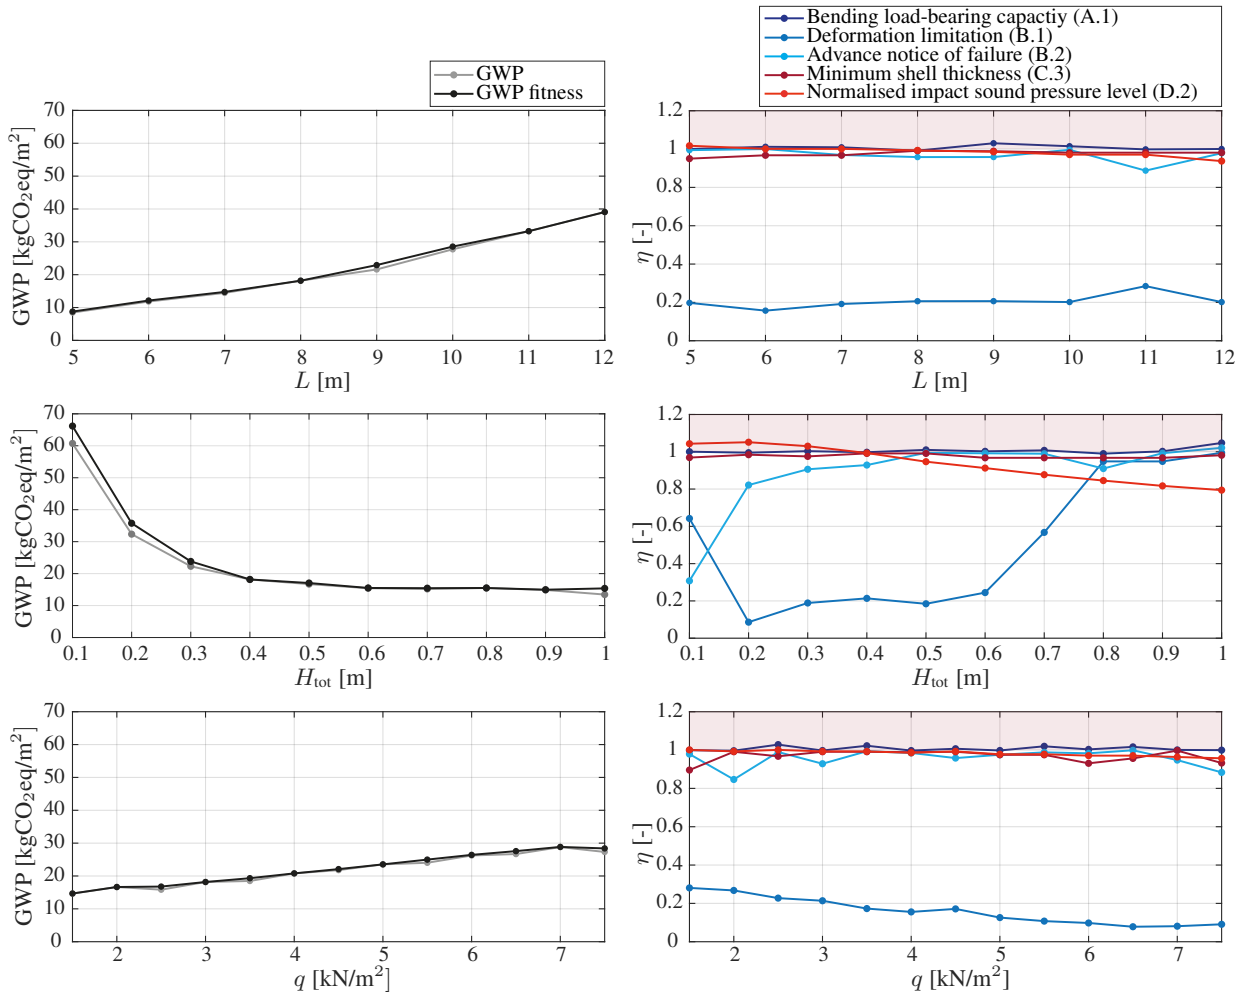 GWP
GWP fitness
GWP [kgCO2eq/m²]
70
60
50
40
30
20
10
0
5 6 7 8 9 10 11 12
L [m]
Bending load-bearing capactiy (A.1)
Deformation limitation (B.1)
Advance notice of failure (B.2)
Minimum shell thickness (C.3)
Normalised impact sound pressure level (D.2)
η [-]
1.2
1
0.8
0.6
0.4
0.2
0
5 6 7 8 9 10 11 12
L [m]
GWP [kgCO2eq/m²]
70
60
50
40
30
20
10
0
0.1 0.2 0.3 0.4 0.5 0.6 0.7 0.8 0.9 1
Htot [m]
η [-]
1.2
1
0.8
0.6
0.4
0.2
0
0.1 0.2 0.3 0.4 0.5 0.6 0.7 0.8 0.9 1
Htot [m]
GWP [kgCO2eq/m²]
70
60
50
40
30
20
10
0
2 3 4 5 6 7
q [kN/m²]
η [-]
1.2
1
0.8
0.6
0.4
0.2
0
2 3 4 5 6 7
q [kN/m²]